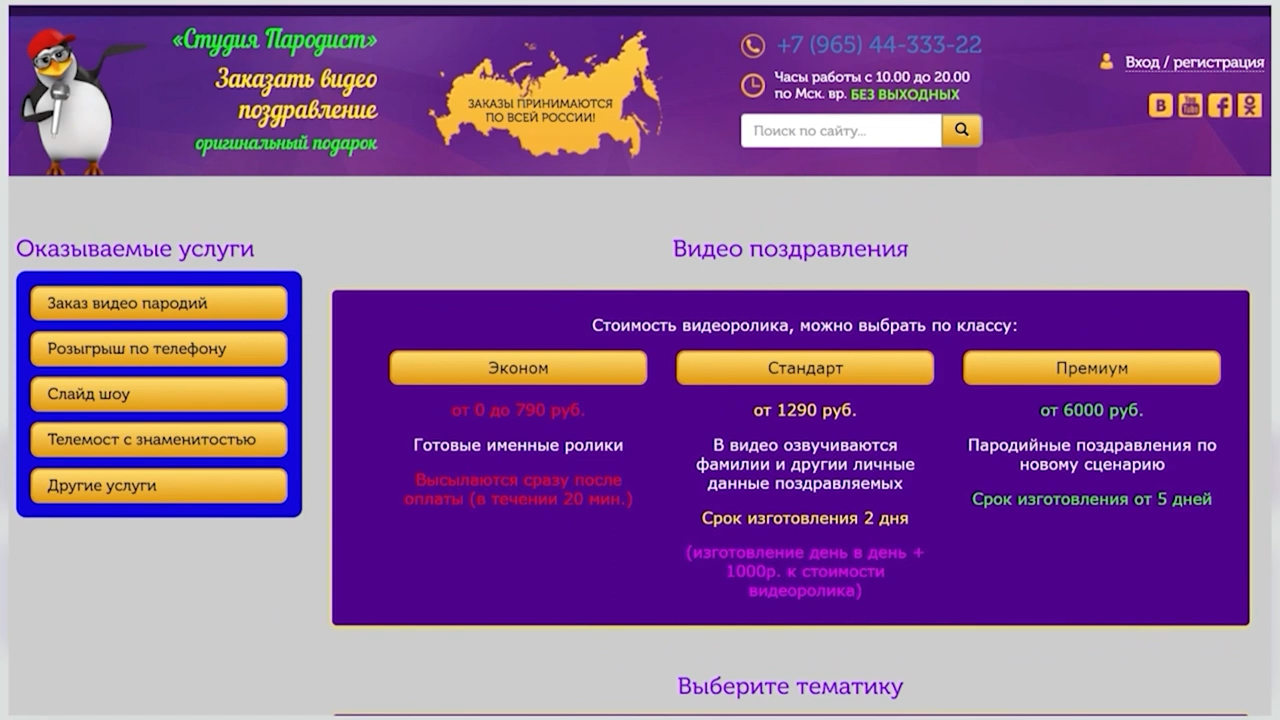 «Студия Пародист»
Заказать видео
поздравление
оригинальный подарок
ЗАКАЗЫ ПРИНИМАЮТСЯ
ПО ВСЕЙ РОССИИ!
+7 (965) 44-333-22
Часы работы с 10.00 до 20.00
по Мск. вр. БЕЗ ВЫХОДНЫХ
Поиск по сайту...
Вход / регистрация
В
You
Tube
Оказываемые услуги
Заказ видео пародий
Розыгрыш по телефону
Слайд шоу
Телемост с знаменитостью
Другие услуги
Видео поздравления
Стоимость видеоролика, можно выбрать по классу:
Эконом
от 0 до 790 руб.
Готовые именные ролики
Высылаются сразу после
оплаты (в течении 20 мин.)
Стандарт
от 1290 руб.
В видео озвучиваются
фамилии и другии личные
данные поздравляемых
Срок изготовления 2 дня
(изготовление день в день +
1000р. к стоимости
видеоролика)
Премиум
от 6000 руб.
Пародийные поздравления по
новому сценарию
Срок изготовления от 5 дней
Выберите тематику